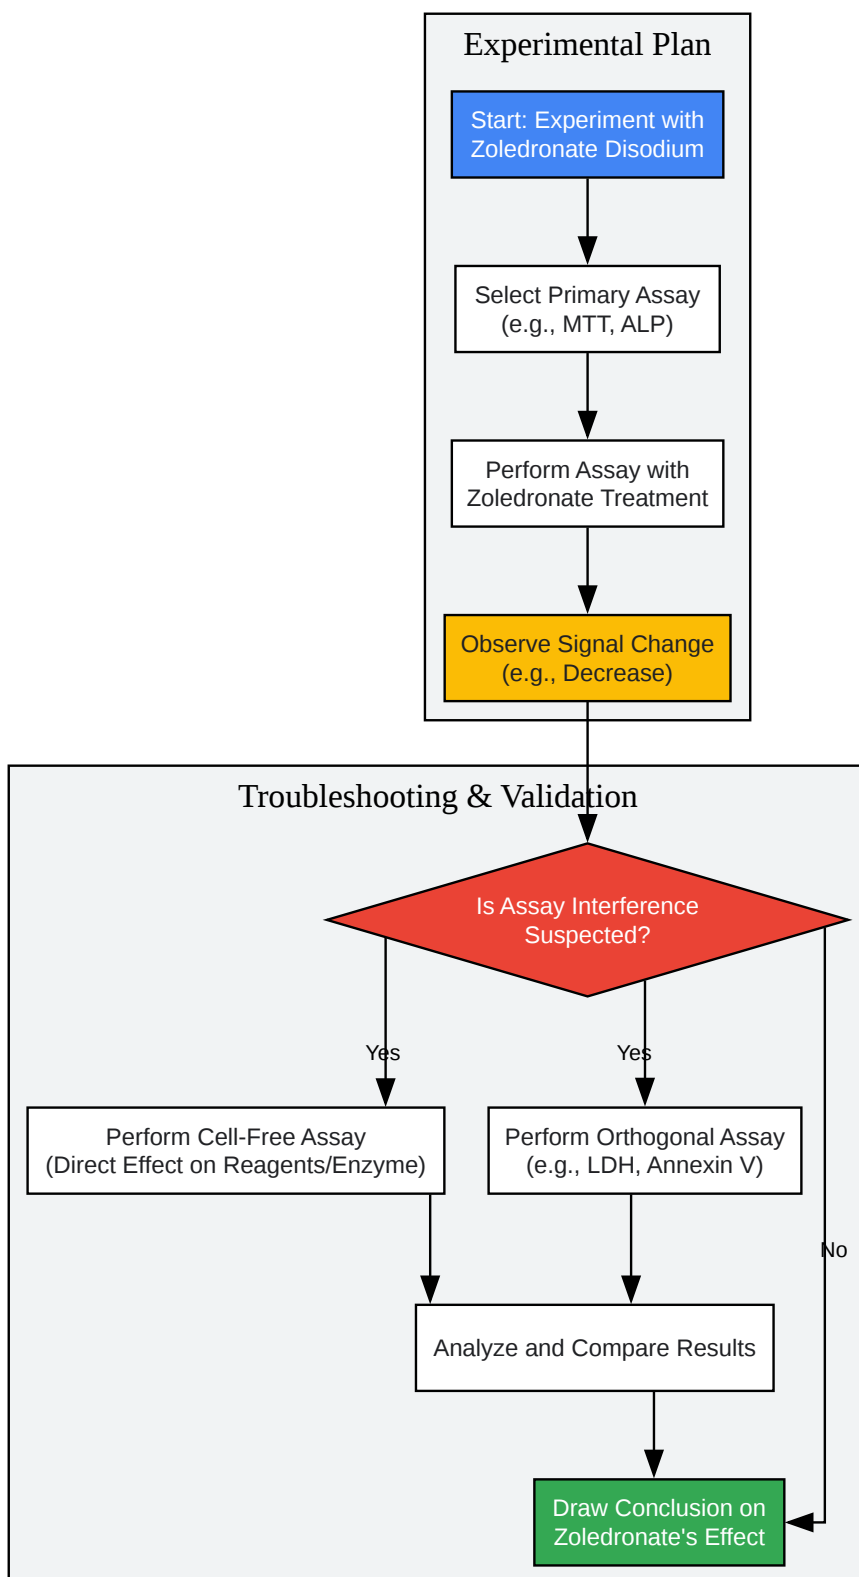 Experimental Plan
Start: Experiment with
Zoledronate Disodium
Select Primary Assay
(e.g., MTT, ALP)
Perform Assay with
Zoledronate Treatment
Observe Signal Change
(e.g., Decrease)
Troubleshooting & Validation
Is Assay Interference
Suspected?
Yes
Yes
Perform Cell-Free Assay
(Direct Effect on Reagents/Enzyme)
Perform Orthogonal Assay
(e.g., LDH, Annexin V)
No
Analyze and Compare Results
Draw Conclusion on
Zoledronate's Effect